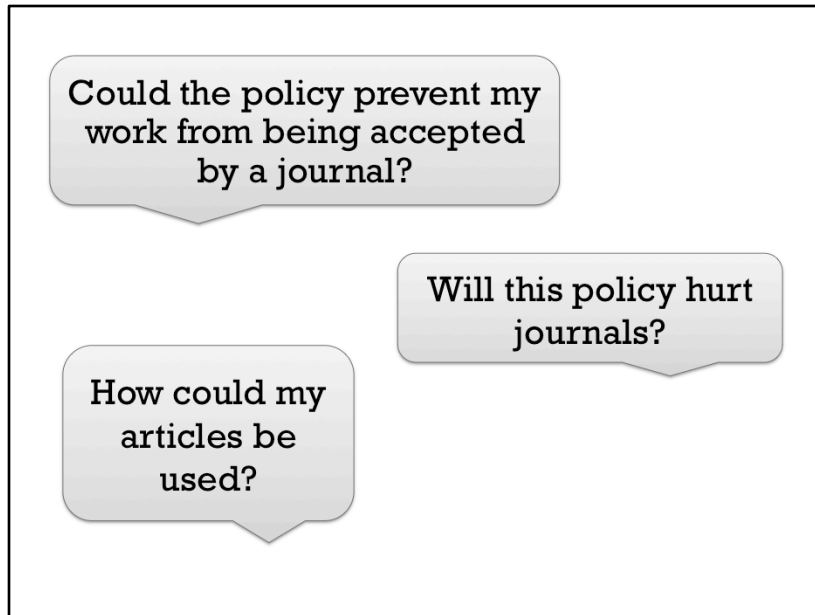 Could the policy prevent my
work from being accepted
by a journal?
Will this policy hurt
journals?
How could my
articles be
used?